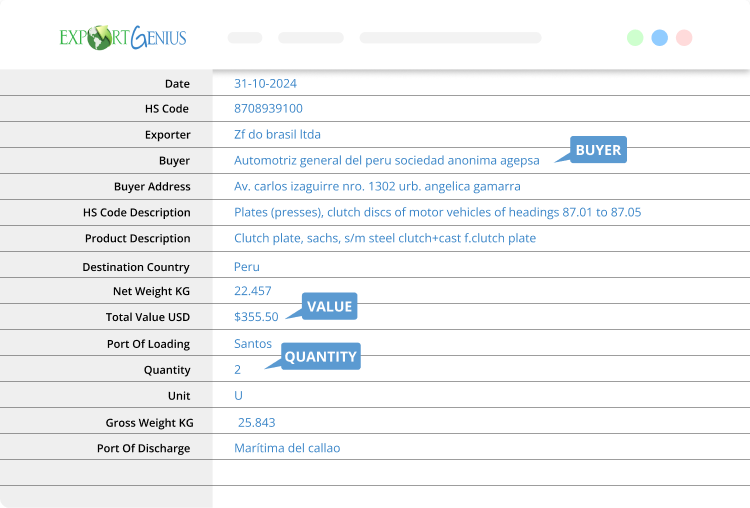 EXPORTGENIUS
Date 31-10-2024
HS Code 8708939100
Exporter Zf do brasil ltda
Buyer Automotriz general del peru sociedad anonima agepsa
BUYER
Buyer Address Av. carlos izaguirre nro. 1302 urb. angelica gamarra
HS Code Description Plates (presses), clutch discs of motor vehicles of headings 87.01 to 87.05
Product Description Clutch plate, sachs, s/m steel clutch+cast f.clutch plate
Destination Country Peru
Net Weight KG 22.457
Total Value USD $355.50
VALUE
Port Of Loading Santos
Quantity 2
QUANTITY
Unit U
Gross Weight KG 25.843
Port Of Discharge Marítima del callao